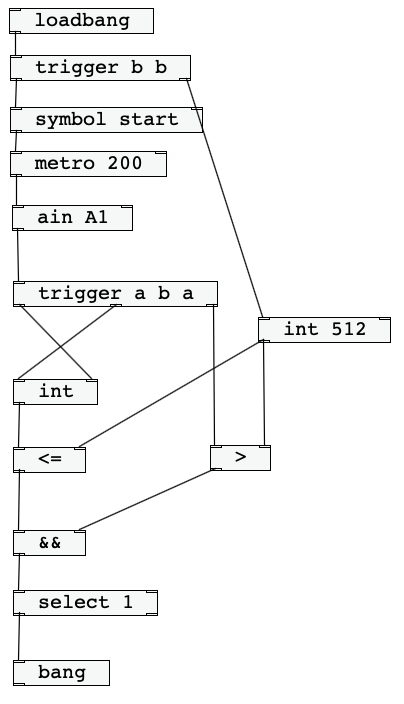 loadbang
trigger b b
symbol start
metro 200
ain A1
trigger a b a
int 512
int
<=
>
&&
select 1
bang